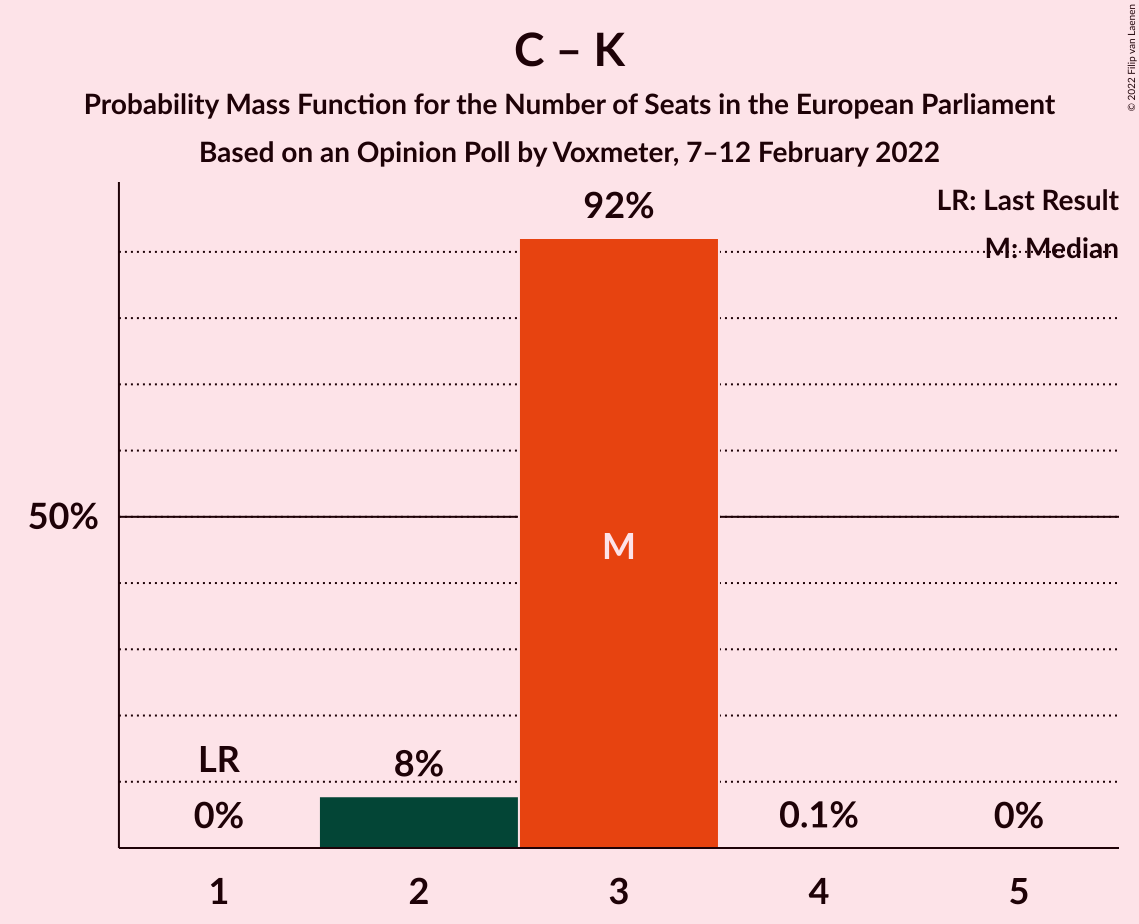 C – K
Probability Mass Function for the Number of Seats in the European Parliament
Based on an Opinion Poll by Voxmeter, 7–12 February 2022
© 2022 Filip van Laenen
LR: Last Result
M: Median
92%
50%
M
LR
0%
8%
0.1%
0%
1
2
3
4
5